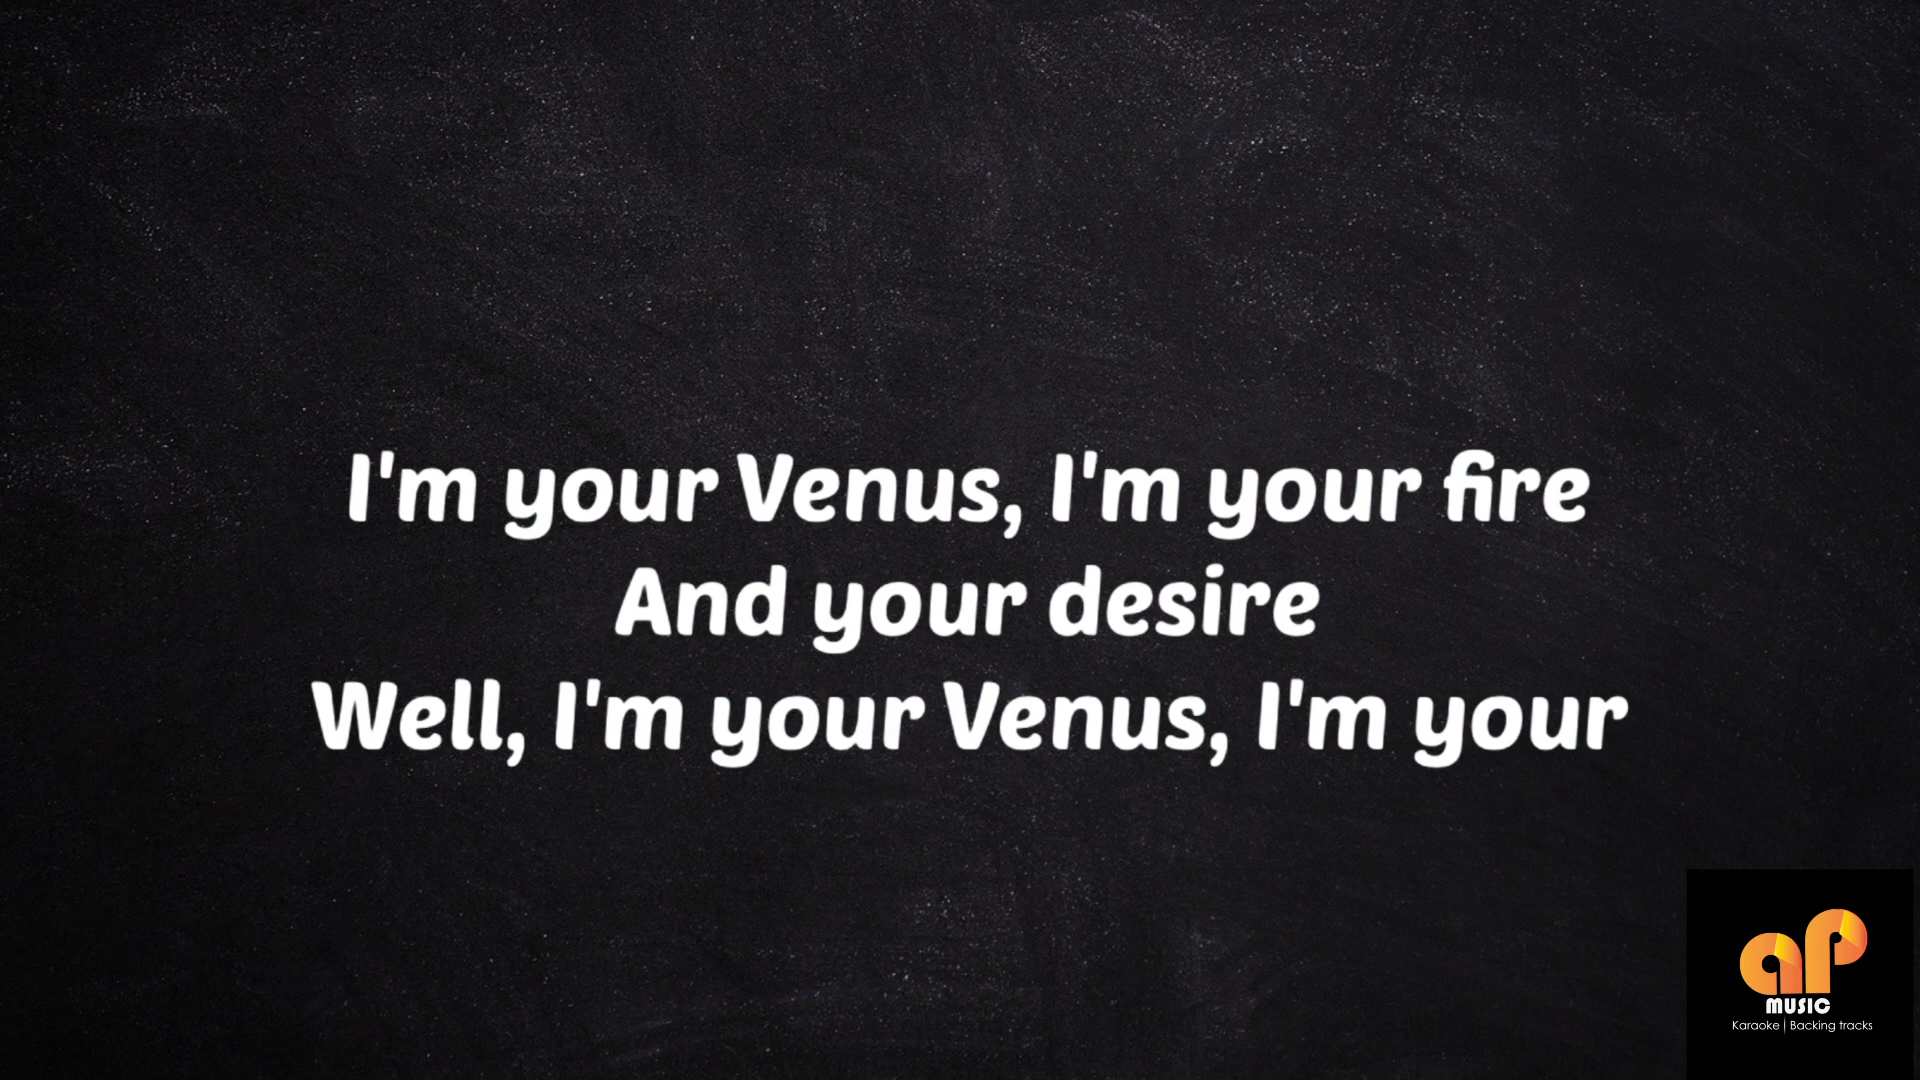 I'm your Venus, I'm your fire
And your desire
Well, I'm your Venus, I'm your
aP
MUSIC
Karaoke | Backing tracks